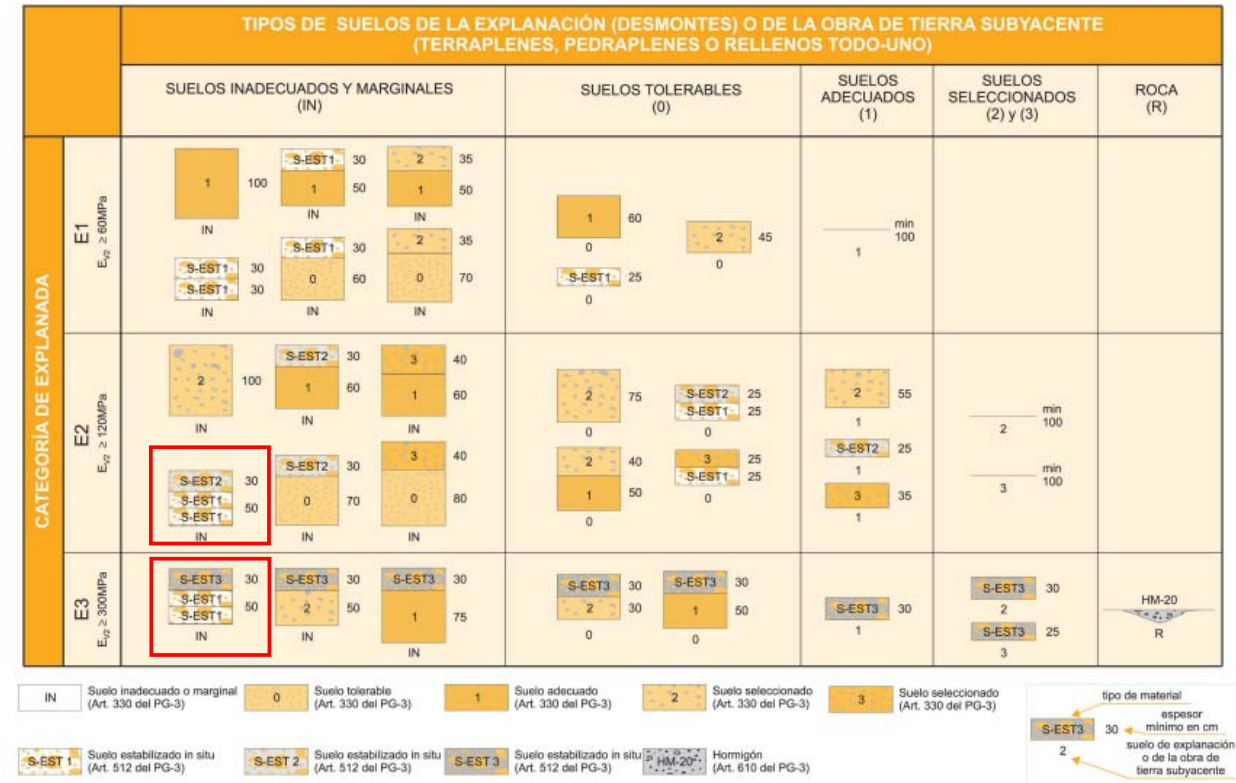 TIPOS DE SUELOS DE LA EXPLANACIÓN (DESMONTES) O DE LA OBRA DE TIERRA SUBYACENTE
(TERRAPLENES, PEDRAPLENES O RELLENOS TODO-UNO)
SUELOS INADECUADOS Y MARGINALES
(IN)
SUELOS TOLERABLES
(0)
SUELOS
ADECUADOS
(1)
SUELOS
SELECCIONADOS
(2) y (3)
ROCA
(R)
CATEGORÍA DE EXPLANADA
E1
EV2 ≥ 60MPa
1 100
IN
S-EST1 30
1 50
IN
2 35
1 50
IN
S-EST1 30
S-EST1 30
IN
S-EST1 30
0 60
IN
2 35
0 70
IN
1 60
0
2 45
0
S-EST1 25
0
min
100
1
E2
EV2 ≥ 120MPa
2 100
IN
S-EST2 30
1 60
IN
3 40
1 60
IN
S-EST2 30
S-EST1
50
S-EST1
IN
S-EST2 30
0 70
IN
3 40
0 80
IN
2 75
0
S-EST2 25
S-EST1 25
0
2 40
1 50
0
3 25
S-EST1 25
0
2 55
1
S-EST2 25
1
3 35
1
min
100
2
min
100
3
E3
EV2 ≥ 300MPa
S-EST3 30
S-EST1
50
S-EST1
IN
S-EST3 30
2 50
IN
S-EST3 30
1 75
IN
S-EST3 30
2 30
0
S-EST3 30
1 50
0
S-EST3 30
1
S-EST3 30
2
S-EST3 25
3
HM-20
R
IN
Suelo inadecuado o marginal
(Art. 330 del PG-3)
0
Suelo tolerable
(Art. 330 del PG-3)
1
Suelo adecuado
(Art. 330 del PG-3)
2
Suelo seleccionado
(Art. 330 del PG-3)
3
Suelo seleccionado
(Art. 330 del PG-3)
S-EST 1
Suelo estabilizado in situ
(Art. 512 del PG-3)
S-EST 2
Suelo estabilizado in situ
(Art. 512 del PG-3)
S-EST 3
Suelo estabilizado in situ
(Art. 512 del PG-3)
HM-20
Hormigón
(Art. 610 del PG-3)
tipo de material
S-EST3 30
espesor
mínimo en cm
2
suelo de explanación
o de la obra de
tierra subyacente